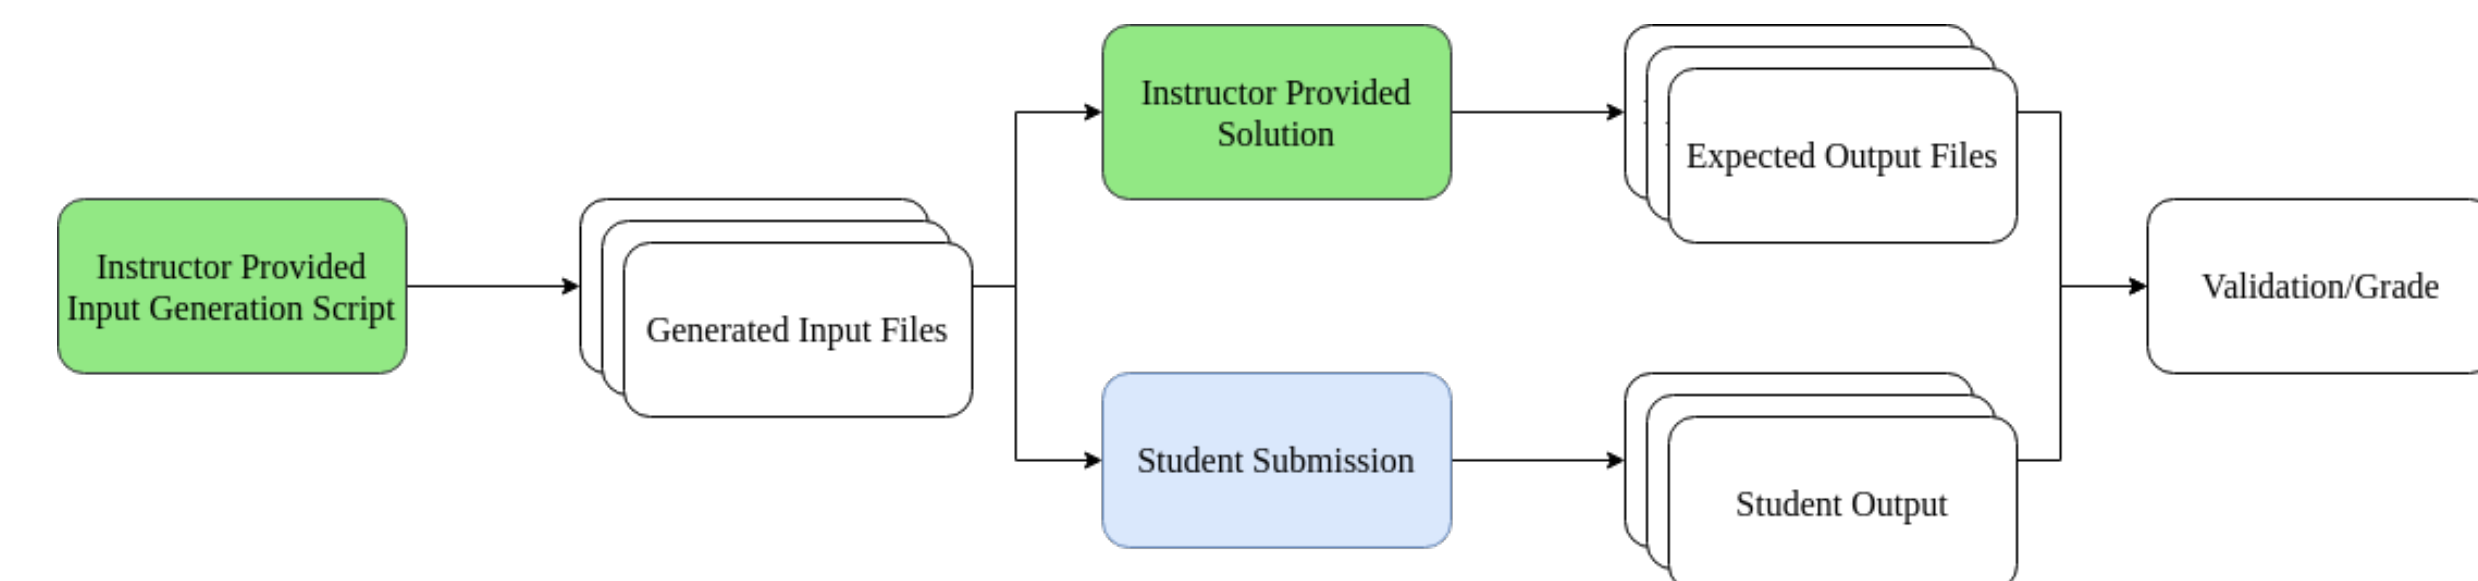 Instructor Provided
Input Generation Script
Generated Input Files
Instructor Provided
Solution
Student Submission
Expected Output Files
Student Output
Validation/Grade